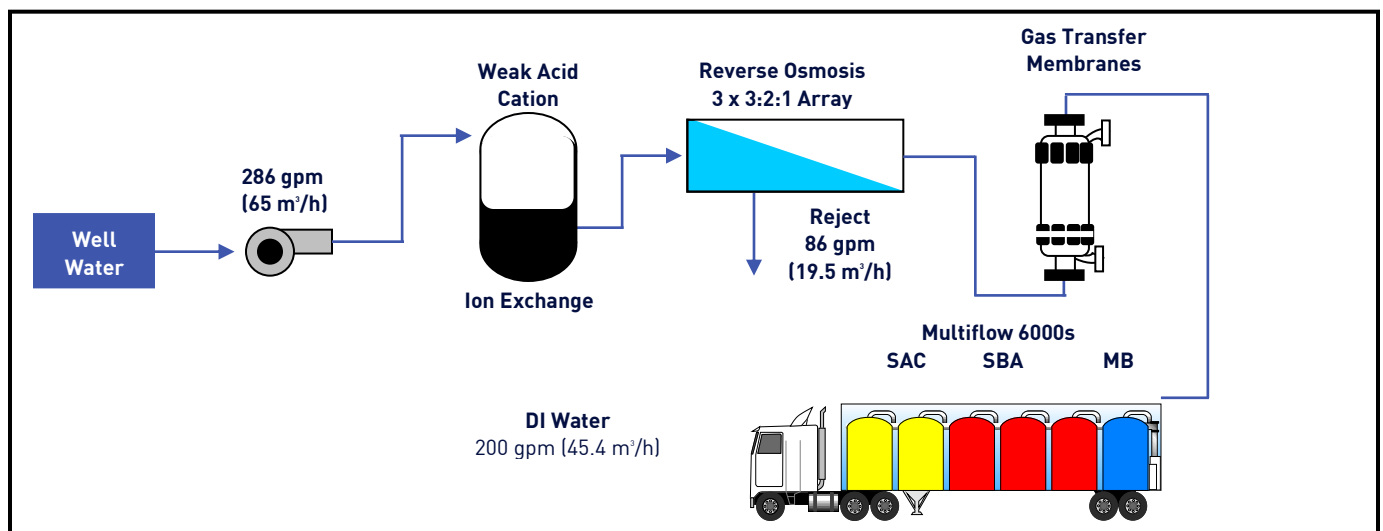 Gas Transfer
Membranes
Weak Acid
Cation
Reverse Osmosis
3 x 3:2:1 Array
286 gpm
(65 m³/h)
Well
Water
Reject
86 gpm
(19.5 m³/h)
Ion Exchange
Multiflow 6000s
SAC SBA MB
DI Water
200 gpm (45.4 m³/h)